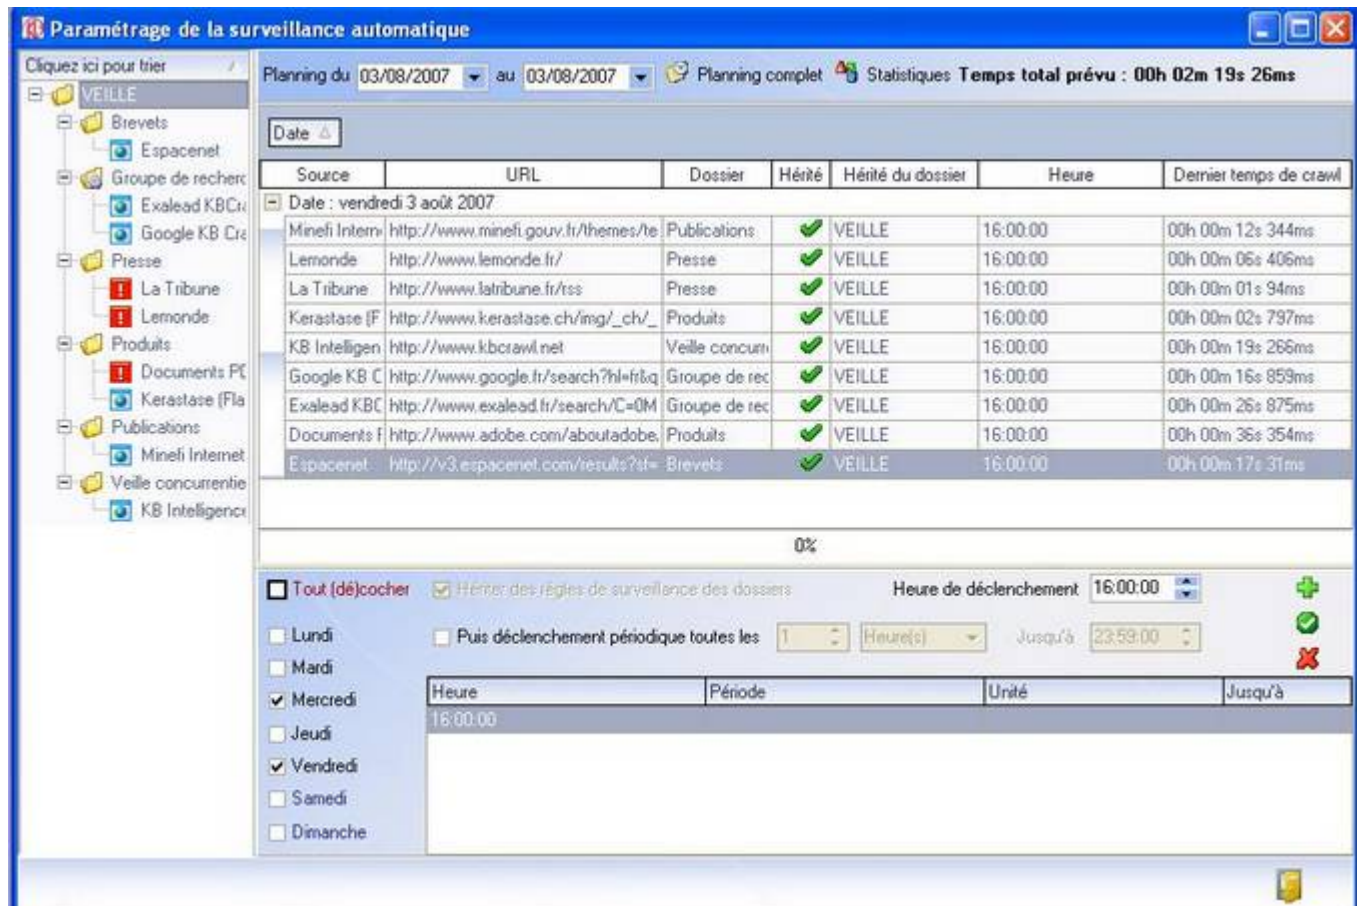 Paramétrage de la surveillance automatique
Cliquez ici pour trier
VEILLE
Brevets
Espacenet
Groupe de recherc
Exalead KBCra
Google KB Cra
Presse
La Tribune
Lemonde
Produits
Documents PD
Kerastase (Fla
Publications
Minefi Internet
Veille concurrentie
KB Intelligence
Planning du 03/08/2007 au 03/08/2007 Planning complet Statistiques Temps total prévu : 00h 02m 19s 26ms
Date
Source URL Dossier Hérité Hérité du dossier Heure Dernier temps de crawl
Date : vendredi 3 août 2007
Minefi Intern http://www.minefi.gouv.fr/themes/te Publications VEILLE 16:00:00 00h 00m 12s 344ms
Lemonde http://www.lemonde.fr/ Presse VEILLE 16:00:00 00h 00m 06s 406ms
La Tribune http://www.latribune.fr/rss Presse VEILLE 16:00:00 00h 00m 01s 94ms
Kerastase (F http://www.kerastase.ch/img/_ch/_ Produits VEILLE 16:00:00 00h 00m 02s 797ms
KB Intelligen http://www.kbcrawl.net Veille concurr VEILLE 16:00:00 00h 00m 19s 266ms
Google KB C http://www.google.fr/search?hl=fr&q Groupe de rec VEILLE 16:00:00 00h 00m 16s 859ms
Exalead KBC http://www.exalead.fr/search/C=0M Groupe de rec VEILLE 16:00:00 00h 00m 26s 875ms
Documents F http://www.adobe.com/aboutadobe. Produits VEILLE 16:00:00 00h 00m 36s 354ms
Espacenet http://v3.espacenet.com/results?sf= Brevets VEILLE 16:00:00 00h 00m 17s 31ms
0%
Tout (dé)cocher Hériter des règles de surveillance des dossiers Heure de déclenchement 16:00:00
Lundi Puis déclenchement périodique toutes les 1 Heure(s) Jusqu'à 23:59:00
Mardi
Mercredi
Jeudi
Vendredi
Samedi
Dimanche
Heure Période Unité Jusqu'à
16:00:00